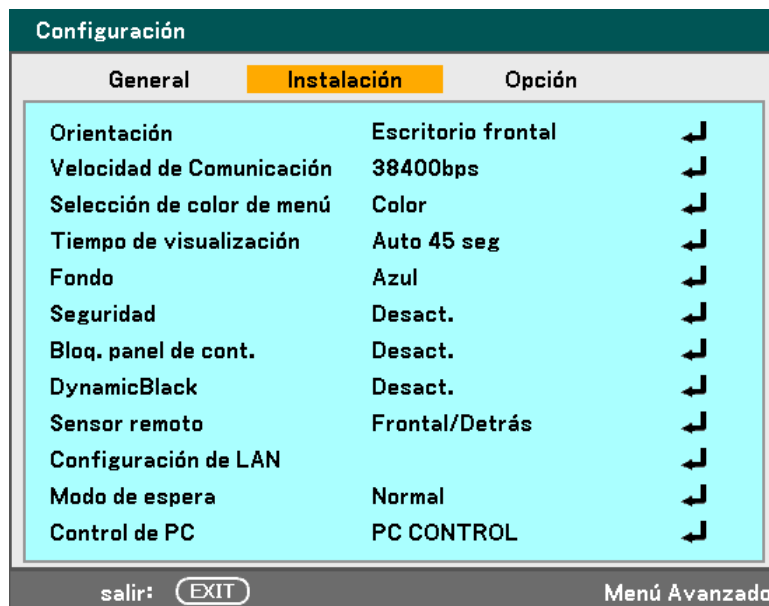 Configuración
General Instalación Opción
Orientación Escritorio frontal
Velocidad de Comunicación 38400bps
Selección de color de menú Color
Tiempo de visualización Auto 45 seg
Fondo Azul
Seguridad Desact.
Bloq. panel de cont. Desact.
DynamicBlack Desact.
Sensor remoto Frontal/Detrás
Configuración de LAN
Modo de espera Normal
Control de PC PC CONTROL
salir: EXIT Menú Avanzado